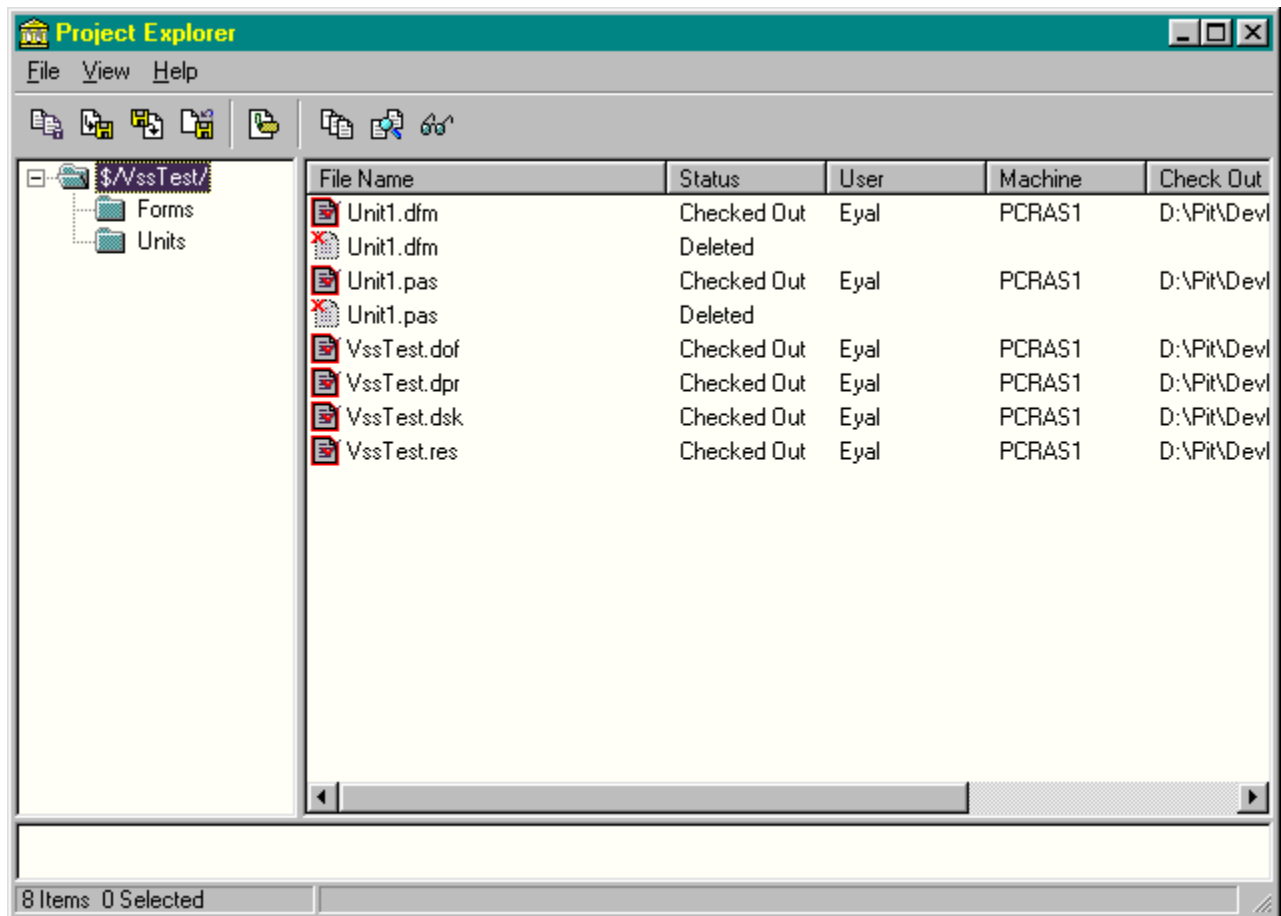 Project Explorer
File View Help
$/VssTest/
Forms
Units
File Name Status User Machine Check Out
Unit1.dfm Checked Out Eyal PCRAS1 D:\Pit\Devl
Unit1.dfm Deleted
Unit1.pas Checked Out Eyal PCRAS1 D:\Pit\Devl
Unit1.pas Deleted
VssTest.dof Checked Out Eyal PCRAS1 D:\Pit\Devl
VssTest.dpr Checked Out Eyal PCRAS1 D:\Pit\Devl
VssTest.dsk Checked Out Eyal PCRAS1 D:\Pit\Devl
VssTest.res Checked Out Eyal PCRAS1 D:\Pit\Devl
8 Items 0 Selected